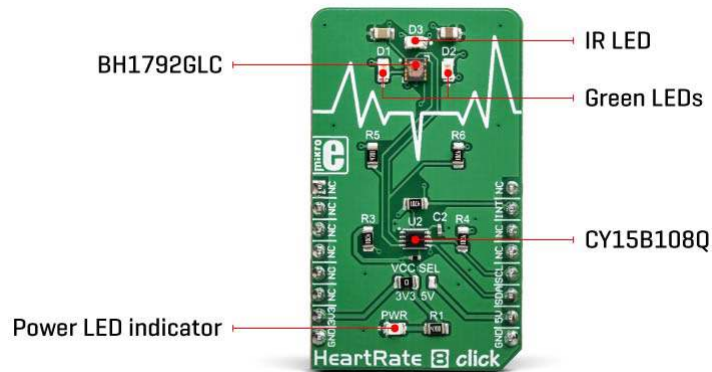 D3
IR LED
BH1792GLC
D1
D2
Green LEDs
R5
R6
mikro
e
NC
NC
NC
NC
NC
NC
3V3
GND
NC
INT
NC
NC
SCL
SDA
5V
GND
R3
U2
C2
R4
CY15B108Q
VCC SEL
3V3
5V
Power LED indicator
PWR
R1
HeartRate 8 click